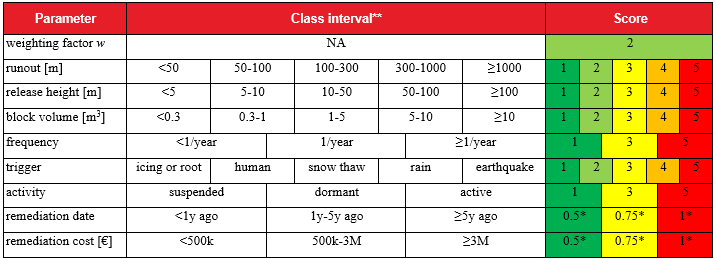 Parameter Class interval** Score
weighting factor w NA 2
runout [m] <50 50-100 100-300 300-1000 ≥1000 1 2 3 4 5
release height [m] <5 5-10 10-50 50-100 ≥100 1 2 3 4 5
block volume [m³] <0.3 0.3-1 1-5 5-10 ≥10 1 2 3 4 5
frequency <1/year 1/year ≥1/year 1 3 5
trigger icing or root human snow thaw rain earthquake 1 2 3 4 5
activity suspended dormant active 1 3 5
remediation date <1y ago 1y-5y ago ≥5y ago 0.5* 0.75* 1*
remediation cost [€] <500k 500k-3M ≥3M 0.5* 0.75* 1*